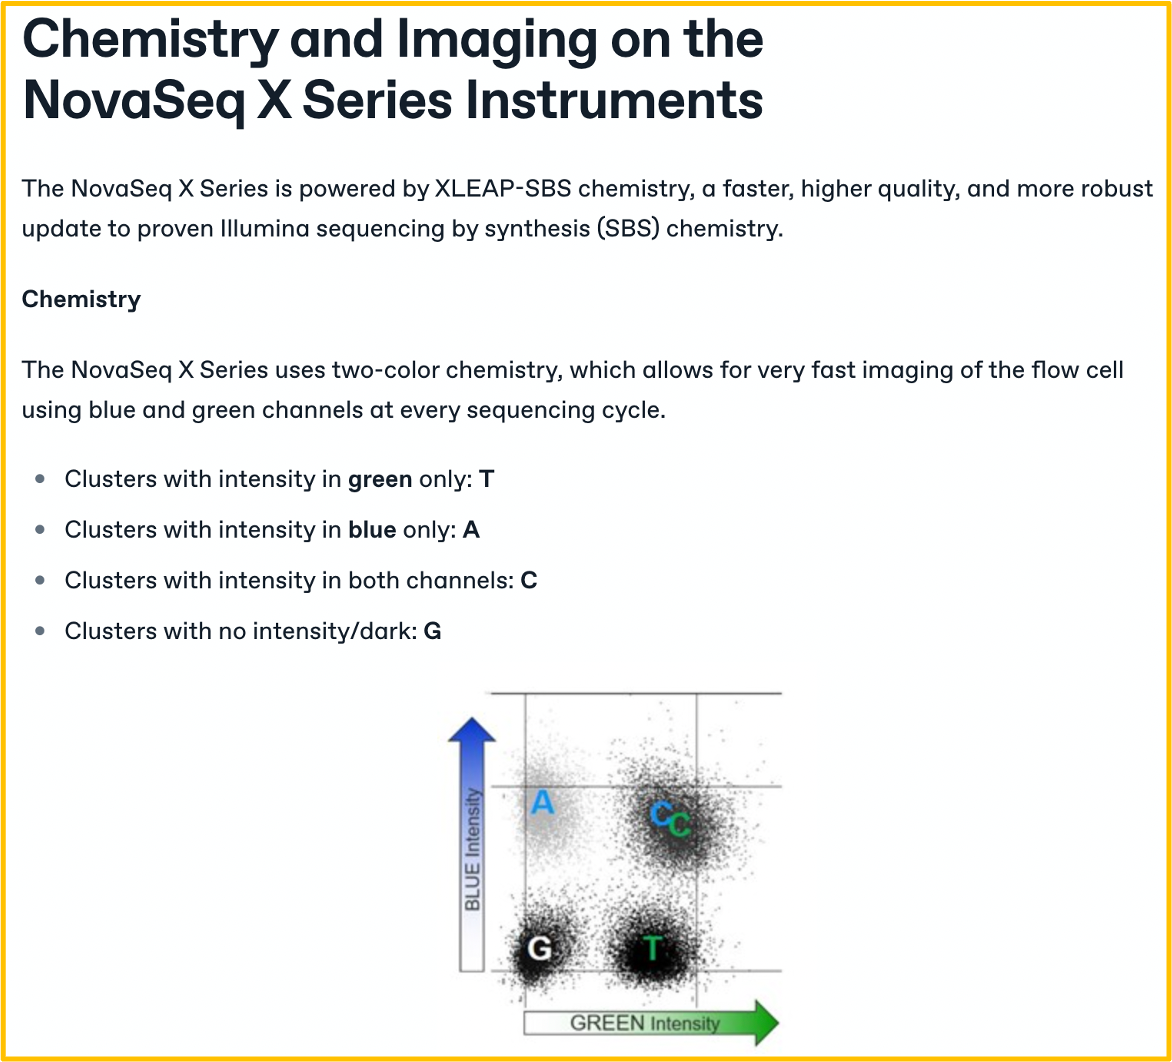 Chemistry and Imaging on the
NovaSeq X Series Instruments
The NovaSeq X Series is powered by XLEAP-SBS chemistry, a faster, higher quality, and more robust
update to proven Illumina sequencing by synthesis (SBS) chemistry.
Chemistry
The NovaSeq X Series uses two-color chemistry, which allows for very fast imaging of the flow cell
using blue and green channels at every sequencing cycle.
• Clusters with intensity in green only: T
• Clusters with intensity in blue only: A
• Clusters with intensity in both channels: C
• Clusters with no intensity/dark: G
BLUE Intensity
A
C
C
G
T
GREEN Intensity